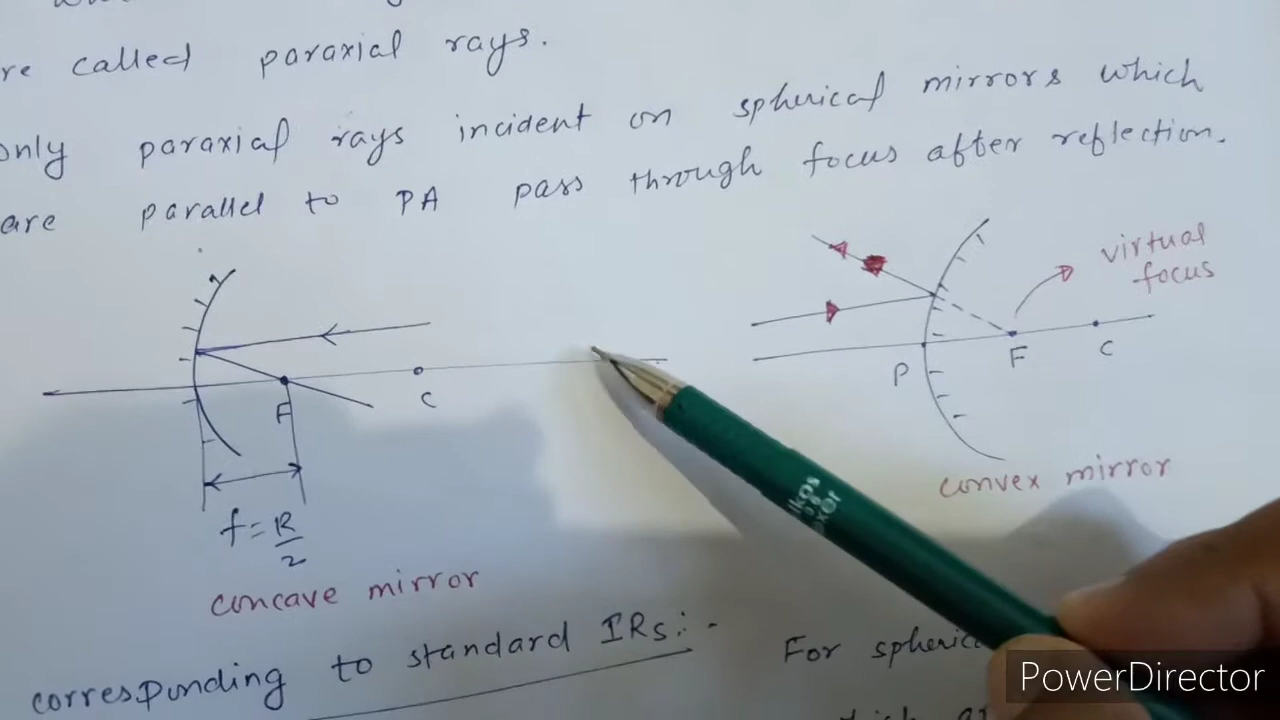 re called paraxial rays.
only paraxial rays incident on spherical mirrors which
are parallel to PA pass through focus after reflection.
F
C
f = R/2
concave mirror
virtual
focus
P
F
C
convex mirror
corresponding to standard IRs:-
For spheric
PowerDirector